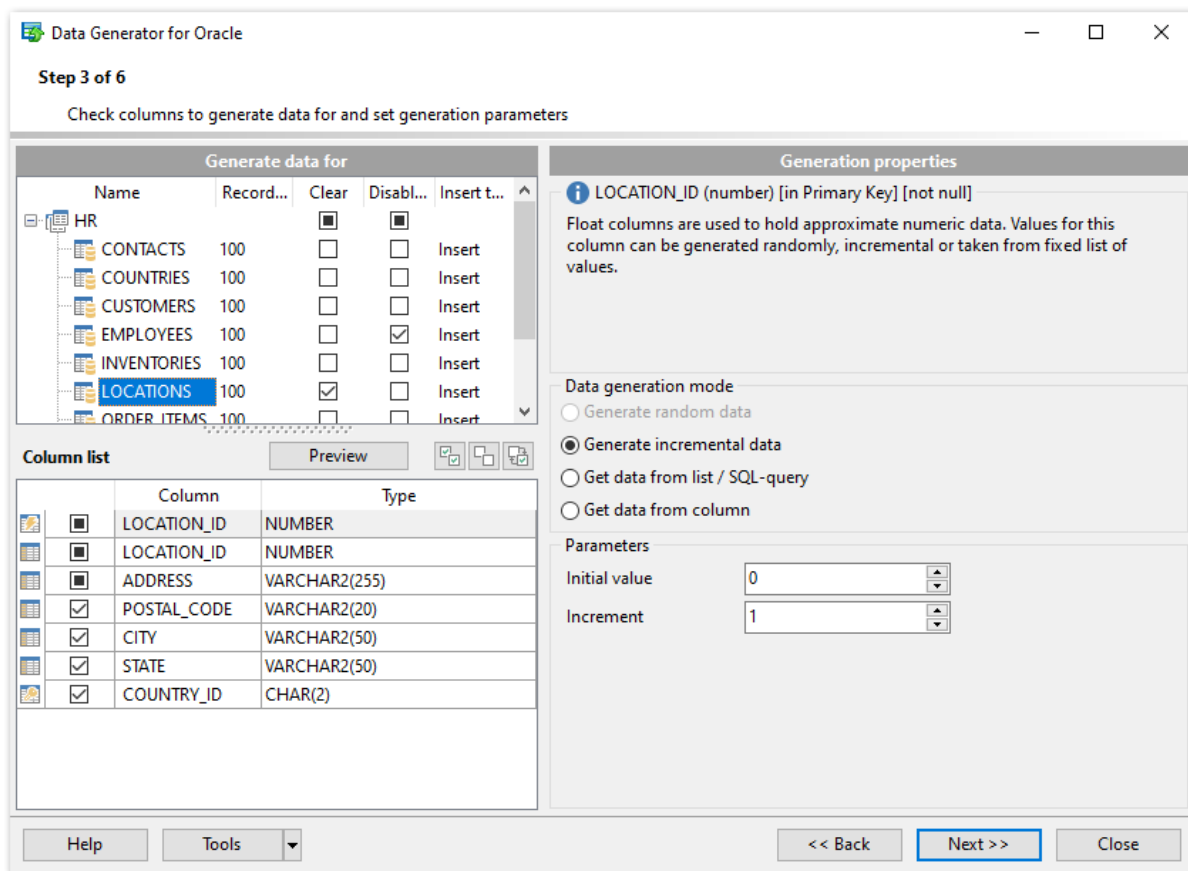 Data Generator for Oracle
Step 3 of 6
Check columns to generate data for and set generation parameters
Generate data for
Name Record... Clear Disabl... Insert t...
HR
CONTACTS 100 Insert
COUNTRIES 100 Insert
CUSTOMERS 100 Insert
EMPLOYEES 100 Insert
INVENTORIES 100 Insert
LOCATIONS 100 Insert
ORDER_ITEMS 100 Insert
Column list Preview
Column Type
LOCATION_ID NUMBER
LOCATION_ID NUMBER
ADDRESS VARCHAR2(255)
POSTAL_CODE VARCHAR2(20)
CITY VARCHAR2(50)
STATE VARCHAR2(50)
COUNTRY_ID CHAR(2)
Generation properties
LOCATION_ID (number) [in Primary Key] [not null]
Float columns are used to hold approximate numeric data. Values for this
column can be generated randomly, incremental or taken from fixed list of
values.
Data generation mode
Generate random data
Generate incremental data
Get data from list / SQL-query
Get data from column
Parameters
Initial value 0
Increment 1
Help Tools << Back Next >> Close